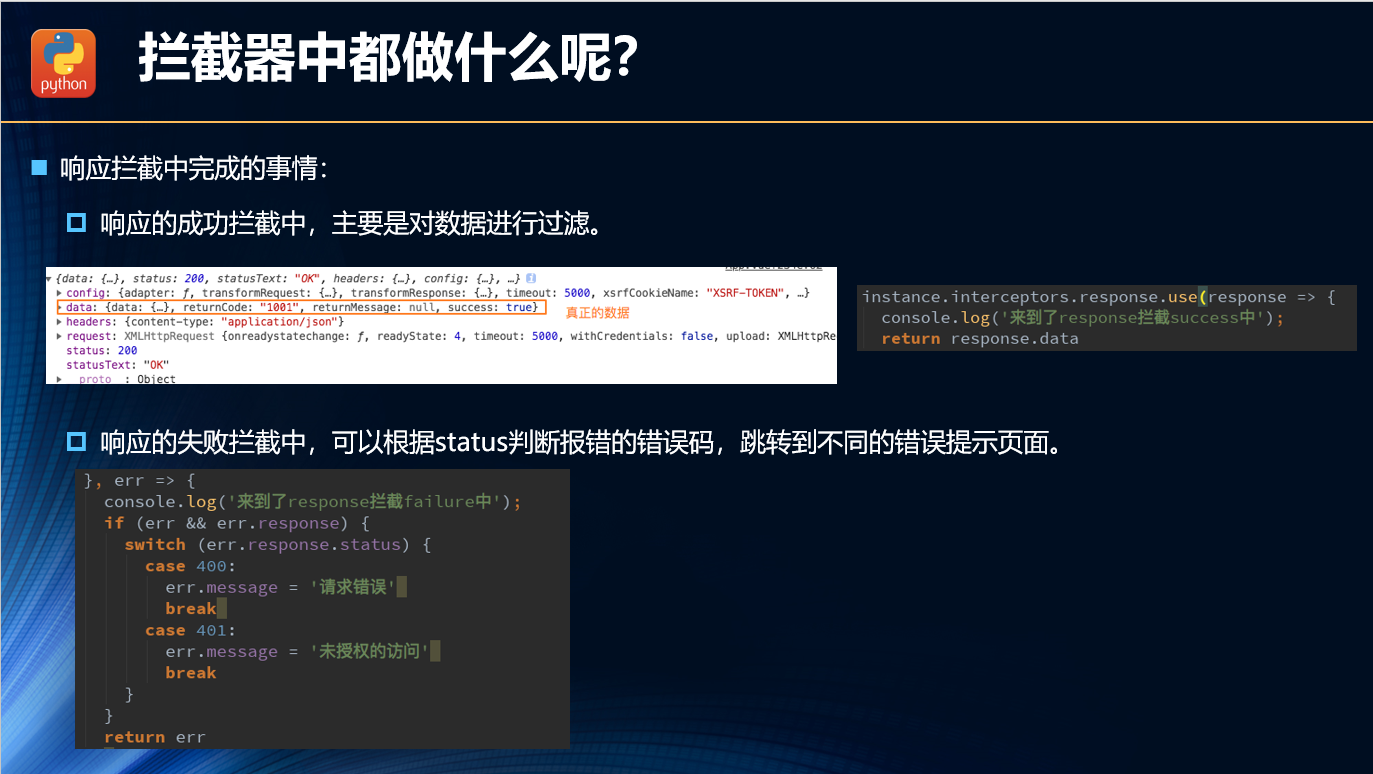 python
拦截器中都做什么呢?
响应拦截中完成的事情:
响应的成功拦截中，主要是对数据进行过滤。
{data: {…}, status: 200, statusText: "OK", headers: {…}, config: {…}, …}
config: {adapter: ƒ, transformRequest: {…}, transformResponse: {…}, timeout: 5000, xsrfCookieName: "XSRF-TOKEN", …}
data: {data: {…}, returnCode: "1001", returnMessage: null, success: true}
真正的数据
headers: {content-type: "application/json"}
request: XMLHttpRequest {onreadystatechange: ƒ, readyState: 4, timeout: 5000, withCredentials: false, upload: XMLHttpRe
status: 200
statusText: "OK"
proto : Object
instance.interceptors.response.use(response => {
console.log('来到了response拦截success中');
return response.data
响应的失败拦截中，可以根据status判断报错的错误码，跳转到不同的错误提示页面。
}, err => {
console.log('来到了response拦截failure中');
if (err && err.response) {
switch (err.response.status) {
case 400:
err.message = '请求错误'
break
case 401:
err.message = '未授权的访问'
break
}
}
return err